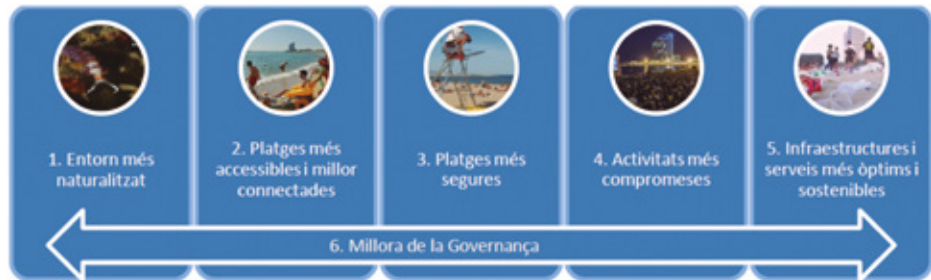 1. Entorn més
naturalitzat
2. Platges més
accessibles i millor
connectades
3. Platges més
segures
4. Activitats més
compromeses
5. Infraestructures i
serveis més òptims i
sostenibles
6. Millora de la Governança